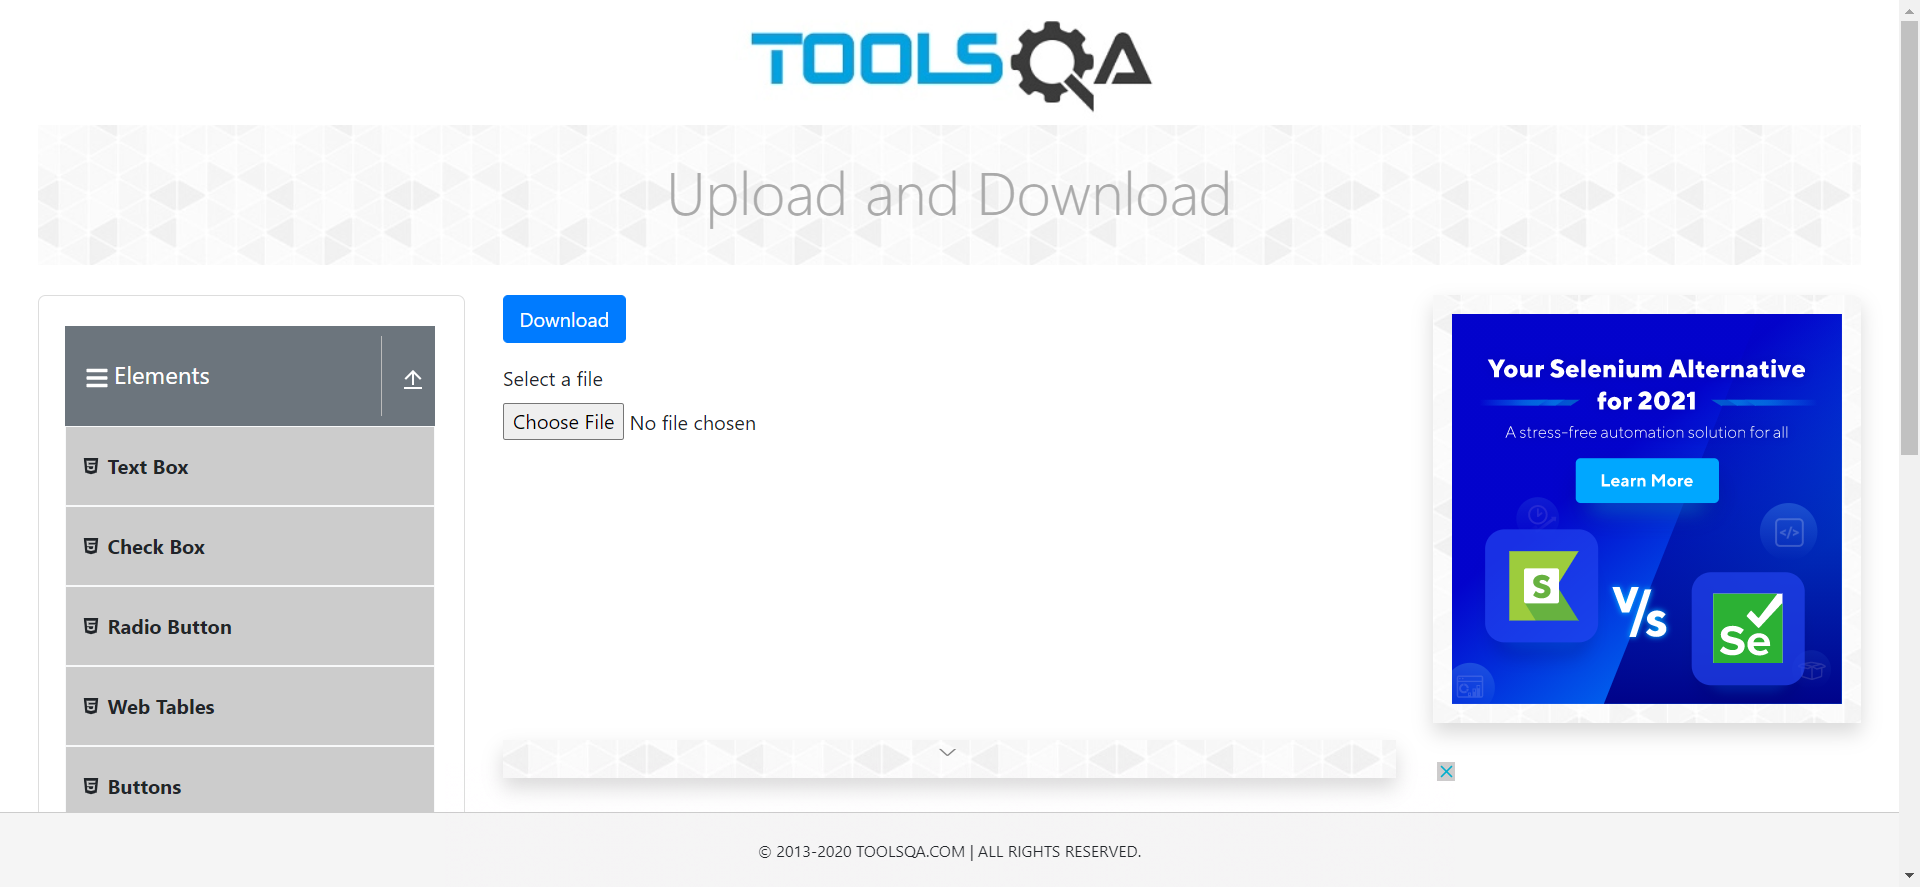 TOOLSQA
Upload and Download
Elements
Text Box
Check Box
Radio Button
Web Tables
Buttons
Download
Select a file
Choose File No file chosen
Your Selenium Alternative
for 2021
A stress-free automation solution for all
Learn More
</>
S
V/s
Se
© 2013-2020 TOOLSQA.COM | ALL RIGHTS RESERVED.